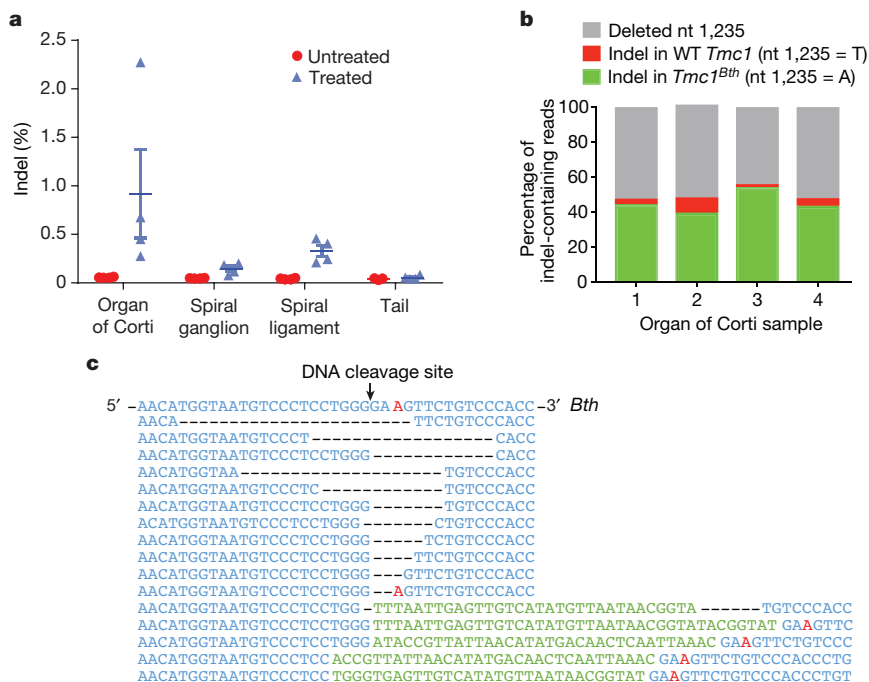 a
2.5
2.0
1.5
1.0
0.5
0
Indel (%)
Untreated
Treated
Organ of Corti
Spiral ganglion
Spiral ligament
Tail
b
Deleted nt 1,235
Indel in WT Tmc1 (nt 1,235 = T)
Indel in Tmc1Bth (nt 1,235 = A)
Percentage of
indel-containing reads
100
80
60
40
20
0
1 2 3 4
Organ of Corti sample
c
DNA cleavage site
5′ –AACATGGTAATGTCCCTCCTGGGGAAGTTCTGTCCCACC–3′ Bth
AACA-----------------------TTCTGTCCCACC
AACATGGTAATGTCCCT------------------CACC
AACATGGTAATGTCCCTCCTGGG------------CACC
AACATGGTAA--------------------TGTCCCACC
AACATGGTAATGTCCCTC------------TGTCCCACC
AACATGGTAATGTCCCTCCTGGG-------TGTCCCACC
ACATGGTAATGTCCCTCCTGGG-------CTGTCCCACC
AACATGGTAATGTCCCTCCTGGG-----TCTGTCCCACC
AACATGGTAATGTCCCTCCTGGG----TTCTGTCCCACC
AACATGGTAATGTCCCTCCTGGG---GTTCTGTCCCACC
AACATGGTAATGTCCCTCCTGGG--AGTTCTGTCCCACC
AACATGGTAATGTCCCTCCTGG-TTTAATTGAGTTGTCATATGTTAATAACGGTA------TGTCCCACC
AACATGGTAATGTCCCTCCTGGGTTTAATTGAGTTGTCATATGTTAATAACGGTATACGGTAT GAAGTTC
AACATGGTAATGTCCCTCCTGGGATACCGTTATTAACATATGACAACTCAATTAAAC GAAGTTCTGTCCC
AACATGGTAATGTCCCTCCACCGTTATTAACATATGACAACTCAATTAAAC GAAGTTCTGTCCCACCCTG
AACATGGTAATGTCCCTCCTGGGTGAGTTGTCATATGTTAATAACGGTAT GAAGTTCTGTCCCACCCTGT